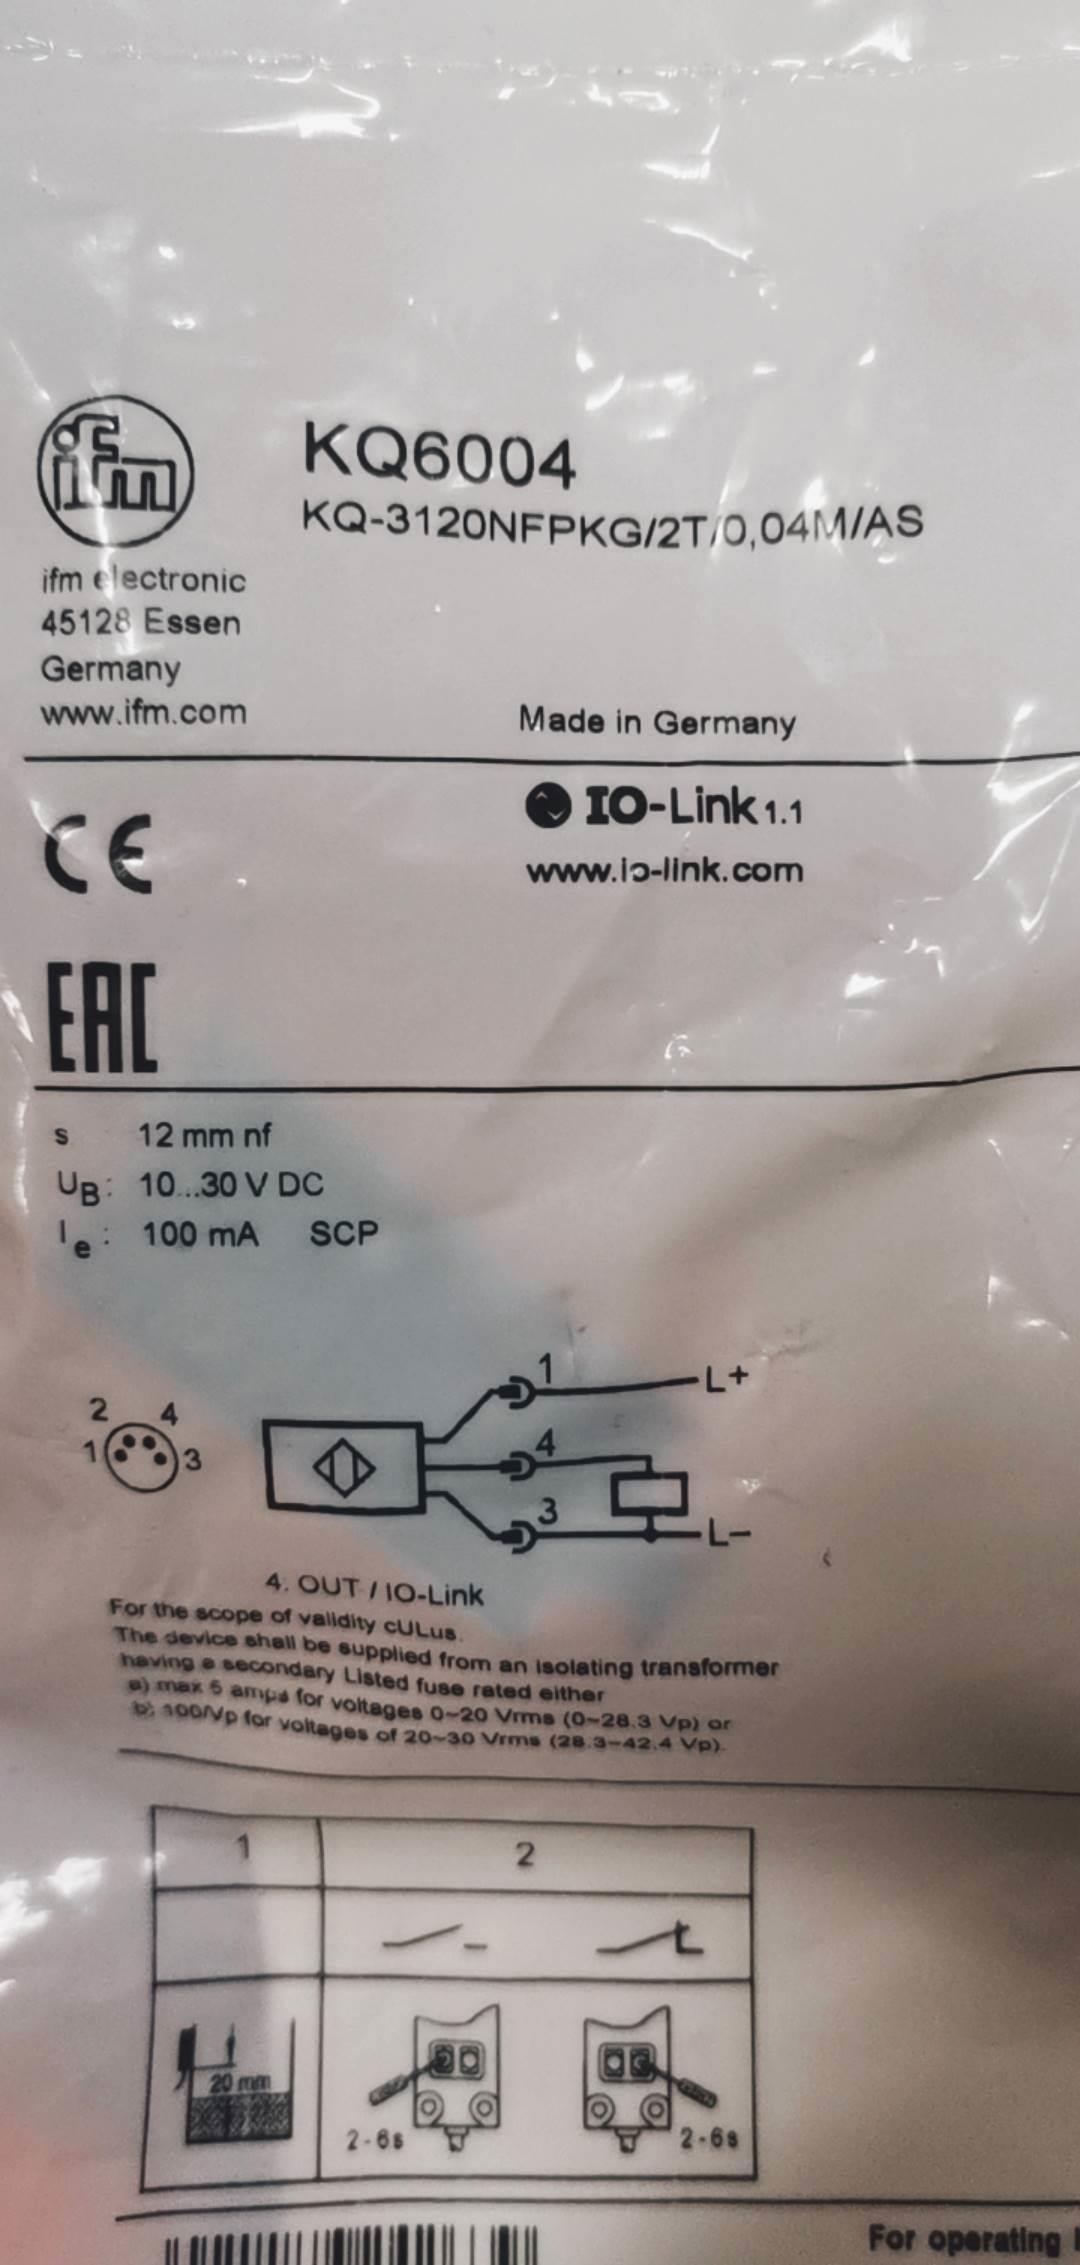 ifm
KQ6004
KQ-3120NFPKG/2T/0,04M/AS
ifm electronic
45128 Essen
Germany
www.ifm.com
Made in Germany
IO-Link 1.1
www.io-link.com
CE
EAC
s 12 mm nf
UB: 10...30 V DC
Ie: 100 mA SCP
1 L+
2 4
1 3
4
3 L-
4: OUT / IO-Link
For the scope of validity cULus.
The device shall be supplied from an isolating transformer
having a secondary Listed fuse rated either
a) max 5 amps for voltages 0~20 Vrms (0~28.3 Vp) or
b) 100/Vp for voltages of 20~30 Vrms (28.3~42.4 Vp).
1 2
20 mm
2-6s 2-6s
For operating